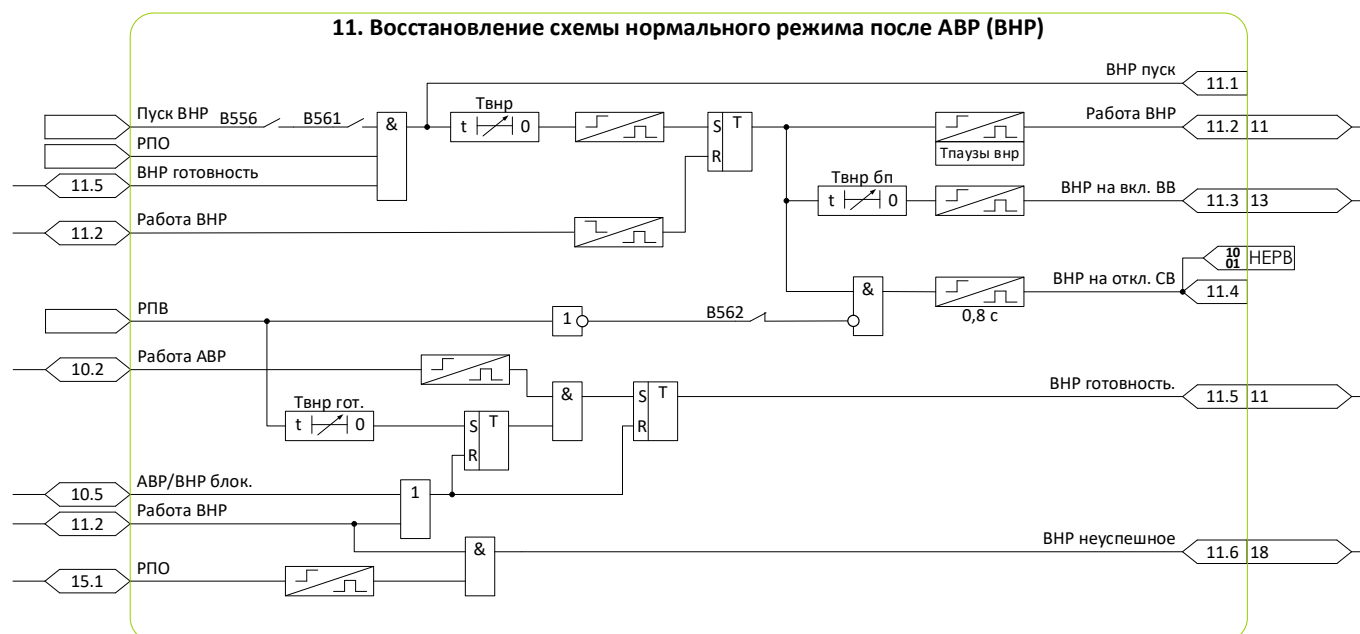 11. Восстановление схемы нормального режима после АВР (ВНР)
ВНР пуск
11.1
Пуск ВНР
B556
B561
&
Твнр
t 0
S T
R
Работа ВНР
11.2 11
Tпаузы внр
РПО
11.5
ВНР готовность
Твнр бп
t 0
ВНР на вкл. ВВ
11.3 13
11.2
Работа ВНР
10
01
НЕРВ
ВНР на откл. СВ
11.4
&
0,8 с
РПВ
1
B562
10.2
Работа АВР
&
S T
R
ВНР готовность.
11.5 11
Твнр гот.
t 0
S T
R
10.5
АВР/ВНР блок.
1
11.2
Работа ВНР
&
ВНР неуспешное
11.6 18
15.1
РПО